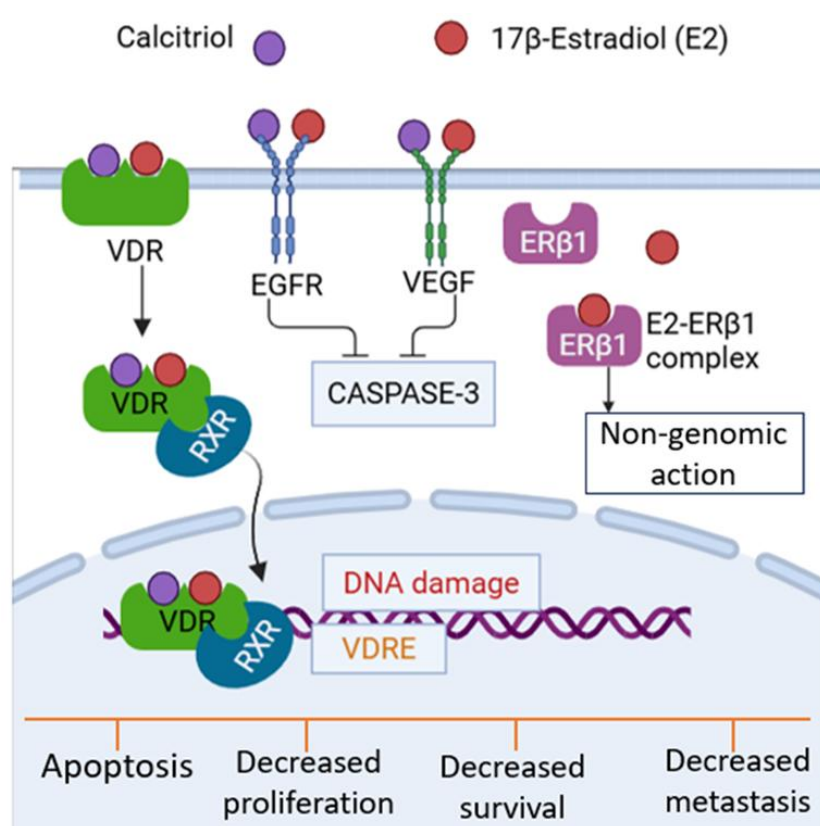 Calcitriol
17β-Estradiol (E2)
VDR
EGFR
VEGF
ERβ1
ERβ1
E2-ERβ1
complex
VDR
RXR
CASPASE-3
Non-genomic
action
VDR
RXR
DNA damage
VDRE
Apoptosis
Decreased
proliferation
Decreased
survival
Decreased
metastasis